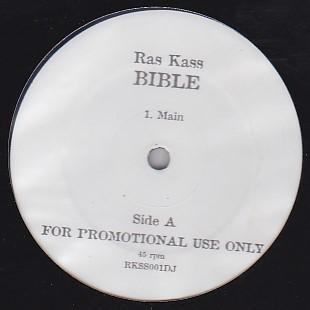 Ras Kass
BIBLE
1. Main
Side A
FOR PROMOTIONAL USE ONLY
45 rpm
RKSS001DJ